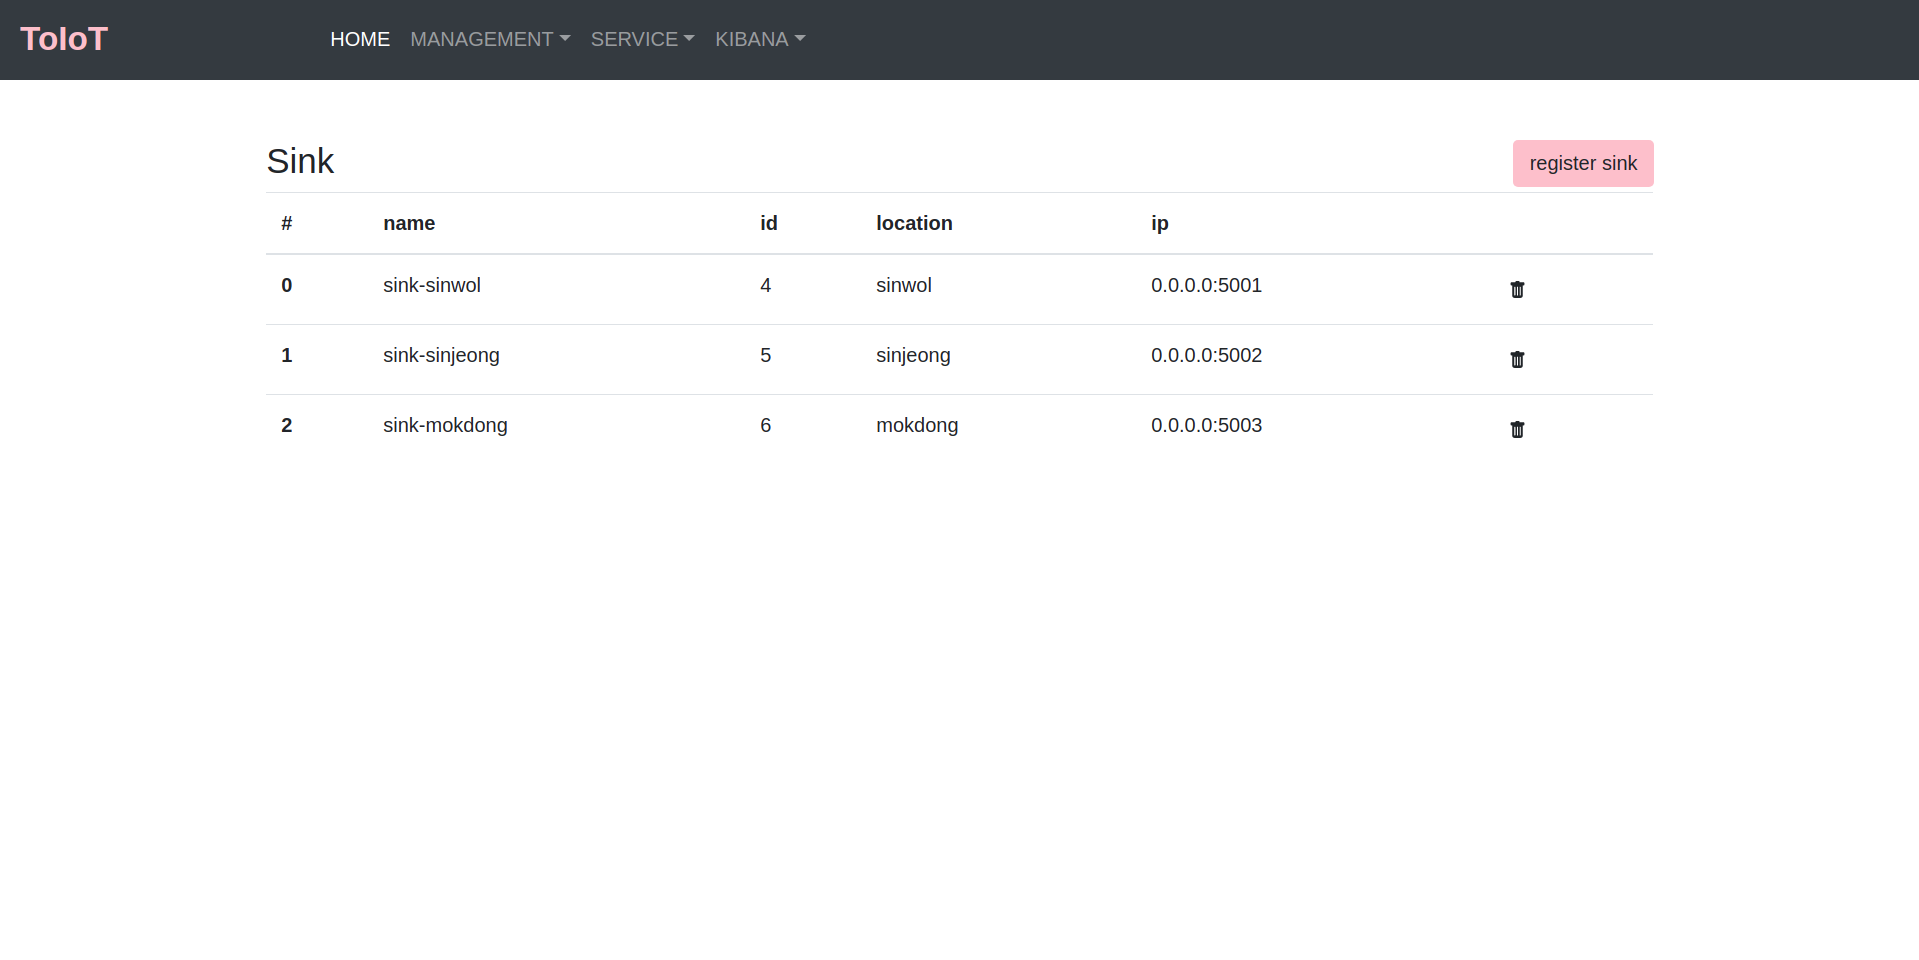 ToIoT HOME MANAGEMENT SERVICE KIBANA
Sink register sink
# name id location ip
0 sink-sinwol 4 sinwol 0.0.0.0:5001
1 sink-sinjeong 5 sinjeong 0.0.0.0:5002
2 sink-mokdong 6 mokdong 0.0.0.0:5003